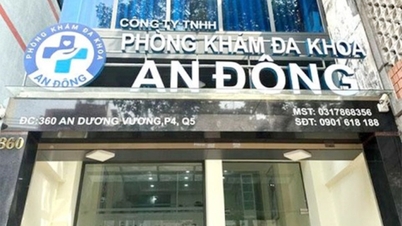 CÔNG TY TNHH
PHÒNG KHÁM ĐA KHOA
AN ĐÔNG
PHÒNG KHÁM ĐA KHOA
AN ĐÔNG
ĐC:360 AN DƯƠNG VƯƠNG,P4, Q5
MST: 0317868356
SĐT: 0901 618 188
360